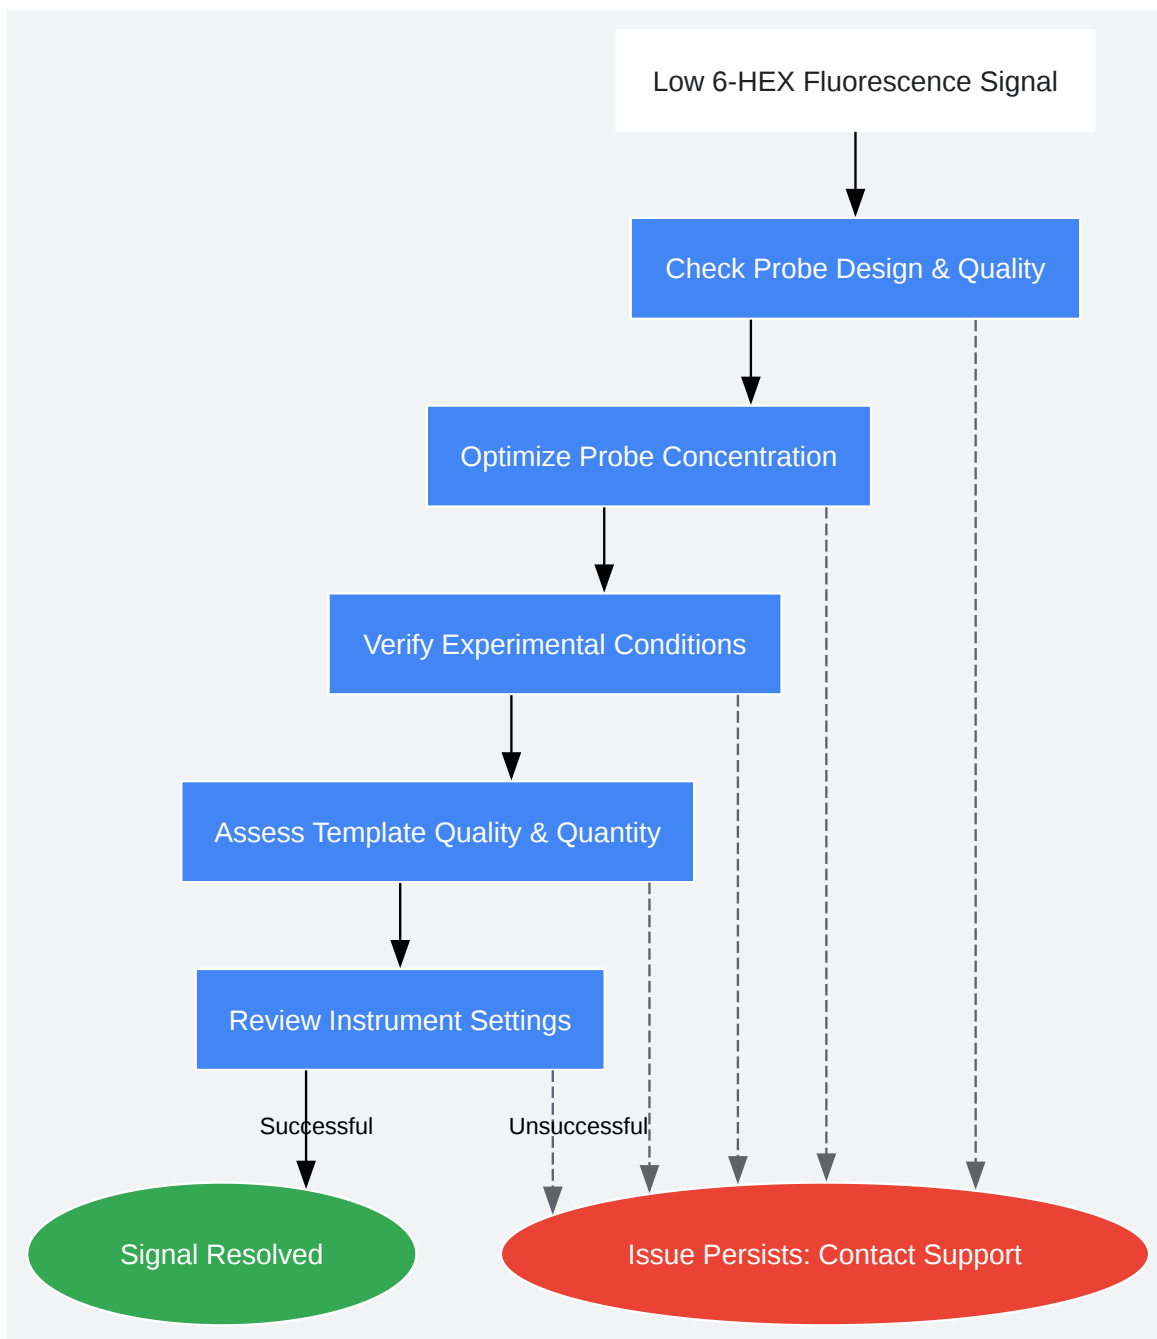 Low 6-HEX Fluorescence Signal
Check Probe Design & Quality
Optimize Probe Concentration
Verify Experimental Conditions
Assess Template Quality & Quantity
Review Instrument Settings
Successful
Unsuccessful
Signal Resolved
Issue Persists: Contact Support